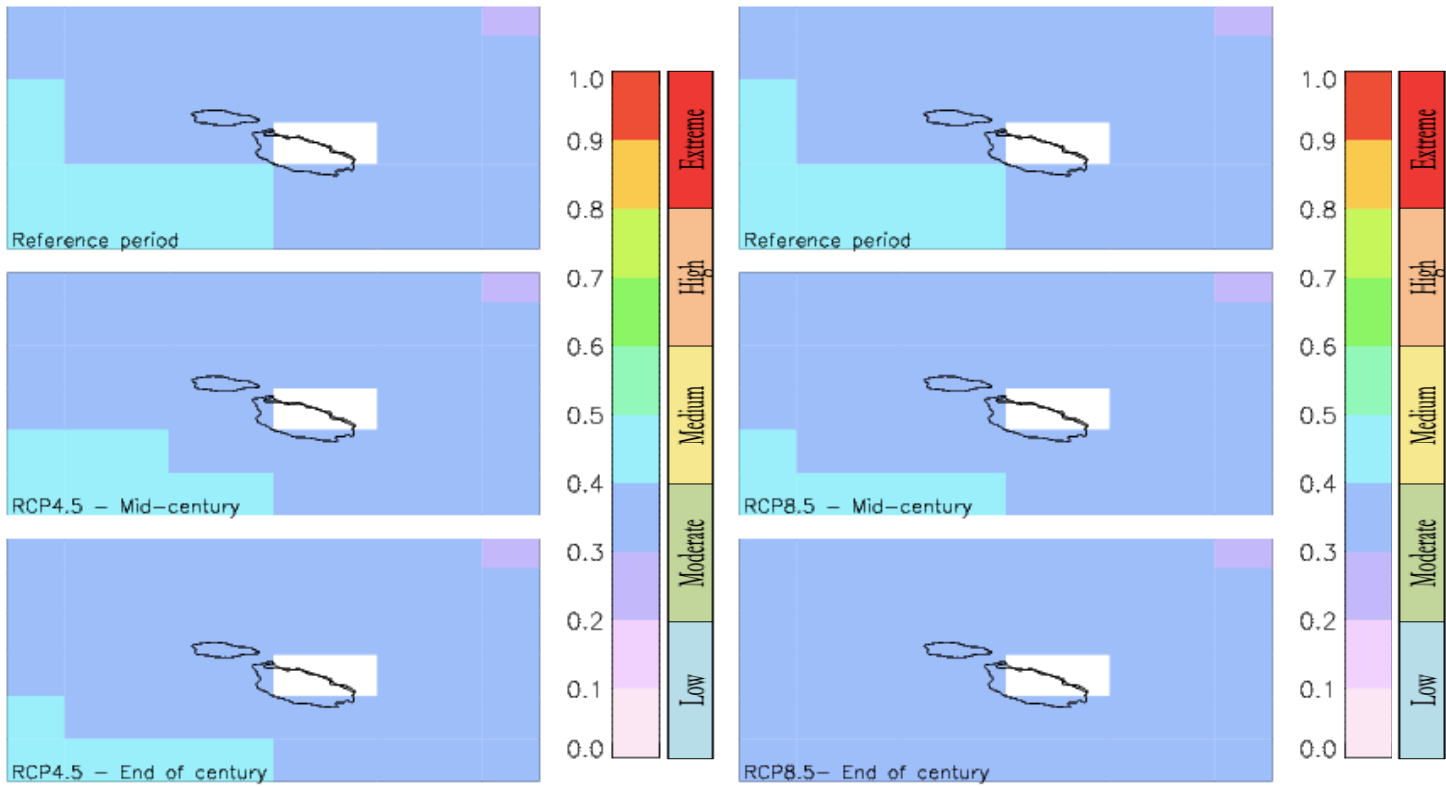 Reference period
RCP4.5 – Mid-century
RCP4.5 – End of century
1.0
0.9
0.8
0.7
0.6
0.5
0.4
0.3
0.2
0.1
0.0
Extreme
High
Medium
Moderate
Low
Reference period
RCP8.5 – Mid-century
RCP8.5– End of century
1.0
0.9
0.8
0.7
0.6
0.5
0.4
0.3
0.2
0.1
0.0
Extreme
High
Medium
Moderate
Low